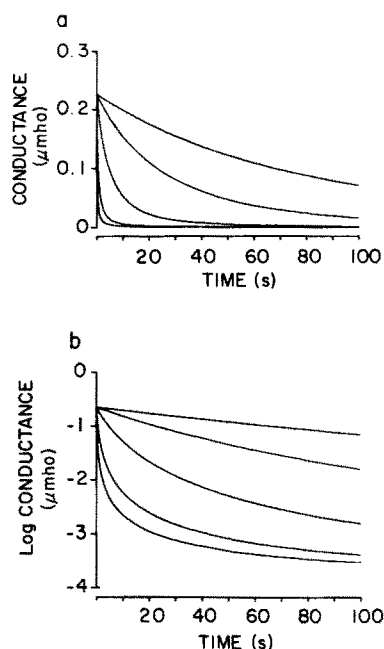 a
0.3
0.2
0.1
0
CONDUCTANCE
(μmho)
20 40 60 80 100
TIME (s)
b
-0
-1
-2
-3
-4
Log CONDUCTANCE
(μmho)
20 40 60 80 100
TIME (s)